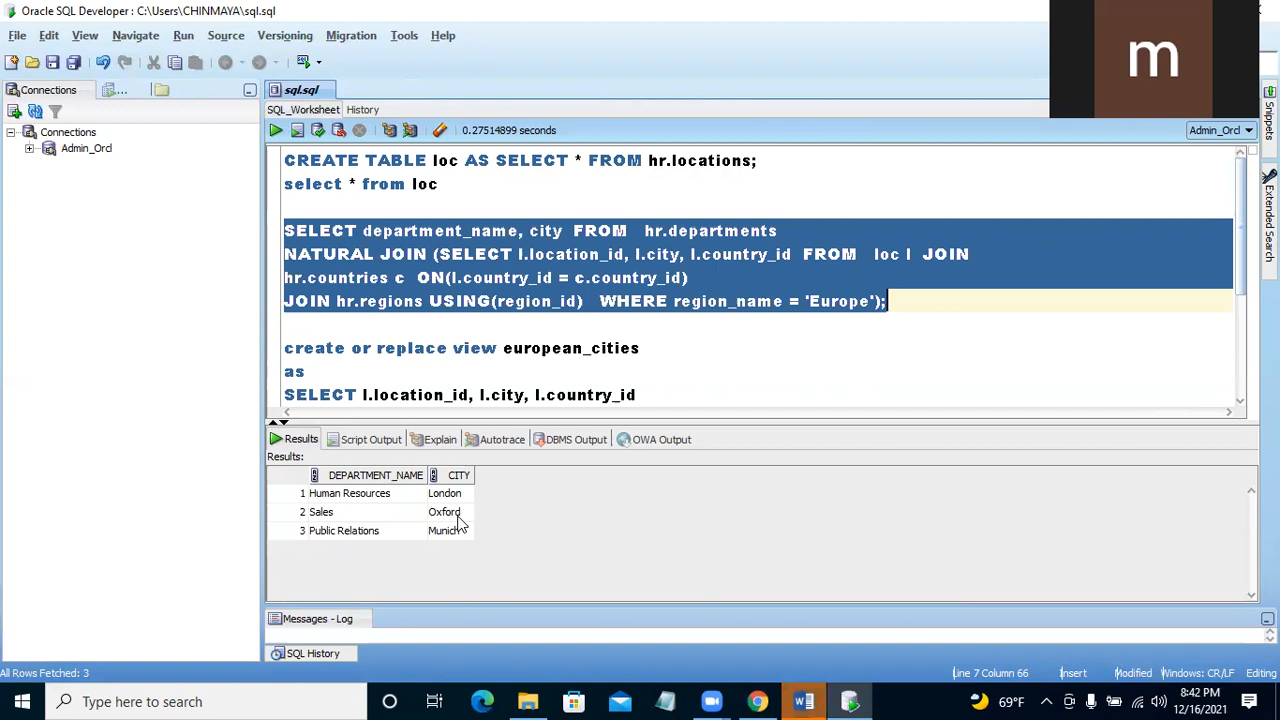 Oracle SQL Developer : C:\Users\CHINMAYA\sql.sql
File Edit View Navigate Run Source Versioning Migration Tools Help
m
Connections
...
sql.sql
SQL_Worksheet History
Connections
Admin_Orcl
0.27514899 seconds
Admin_Orcl
Snippets
Extended Search
CREATE TABLE loc AS SELECT * FROM hr.locations;
select * from loc
SELECT department_name, city FROM hr.departments
NATURAL JOIN (SELECT l.location_id, l.city, l.country_id FROM loc l JOIN
hr.countries c ON(l.country_id = c.country_id)
JOIN hr.regions USING(region_id) WHERE region_name = 'Europe');
create or replace view european_cities
as
SELECT l.location_id, l.city, l.country_id
Results Script Output Explain Autotrace DBMS Output OWA Output
Results:
DEPARTMENT_NAME CITY
1 Human Resources London
2 Sales Oxford
3 Public Relations Munich
Messages - Log
SQL History
All Rows Fetched: 3
Line 7 Column 66 Insert Modified Windows: CR/LF Editing
Type here to search
69°F
8:42 PM
12/16/2021